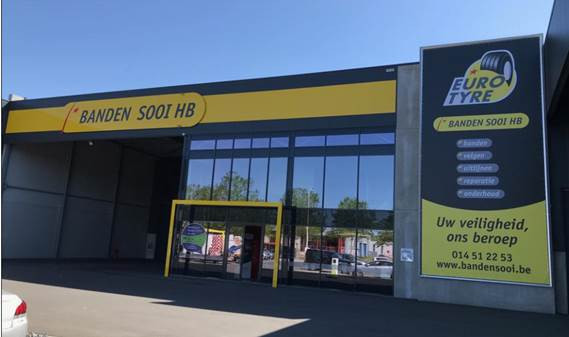 BANDEN SOOI HB
EURO
TYRE
BANDEN SOOI HB
banden
velgen
uitlijnen
reparatie
onderhoud
Uw veiligheid,
ons beroep
014 51 22 53
www.bandensooi.be